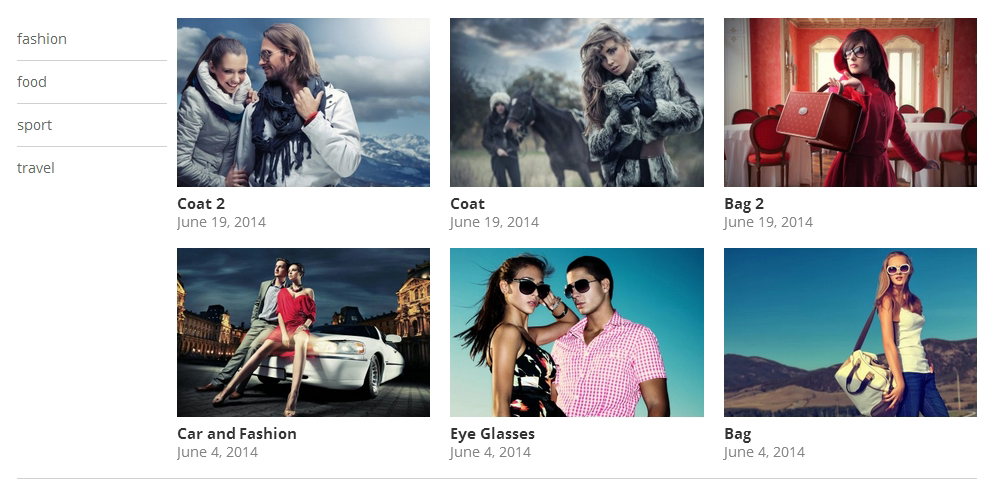 fashion
food
sport
travel
Coat 2
June 19, 2014
Coat
June 19, 2014
Bag 2
June 19, 2014
Car and Fashion
June 4, 2014
Eye Glasses
June 4, 2014
Bag
June 4, 2014